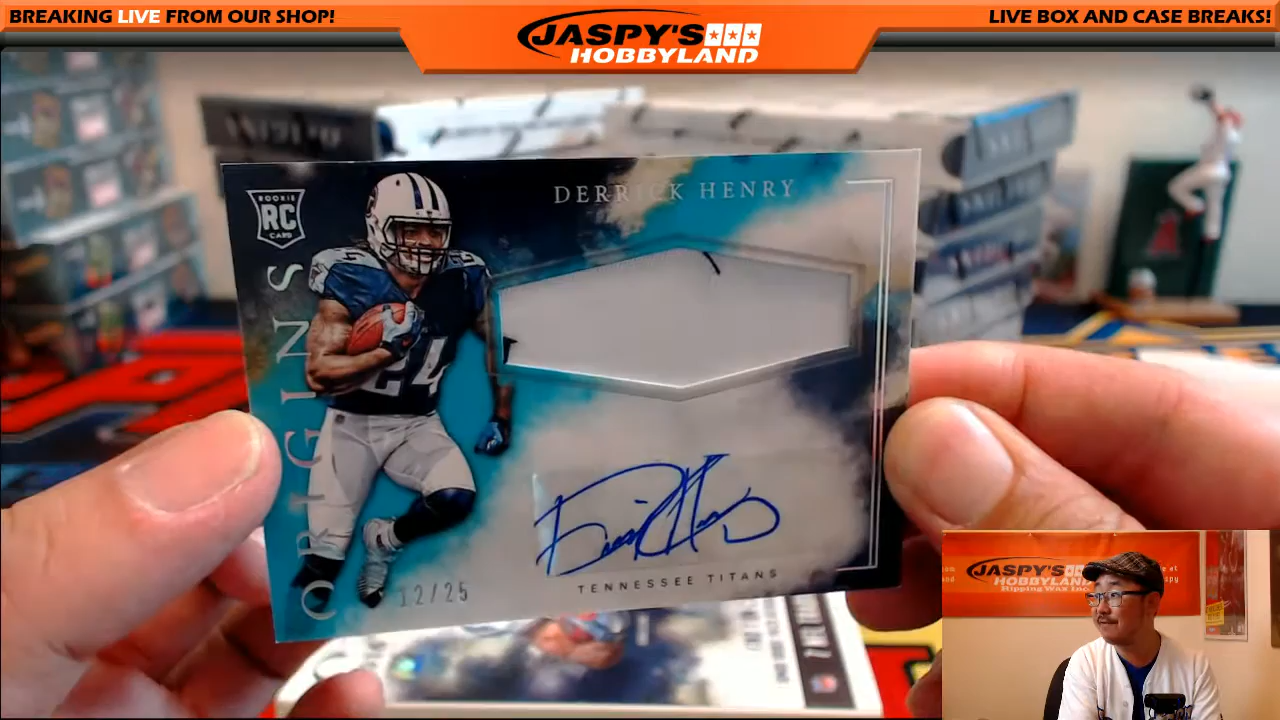 BREAKING LIVE FROM OUR SHOP!
JASPY'S
HOBBYLAND
LIVE BOX AND CASE BREAKS!
ROOKIE
RC
CARD
DERRICK HENRY
ORIGINS
24
12/25
TENNESSEE TITANS
JASPY'S
HOBBYLAND
Ripping Wax Inc.